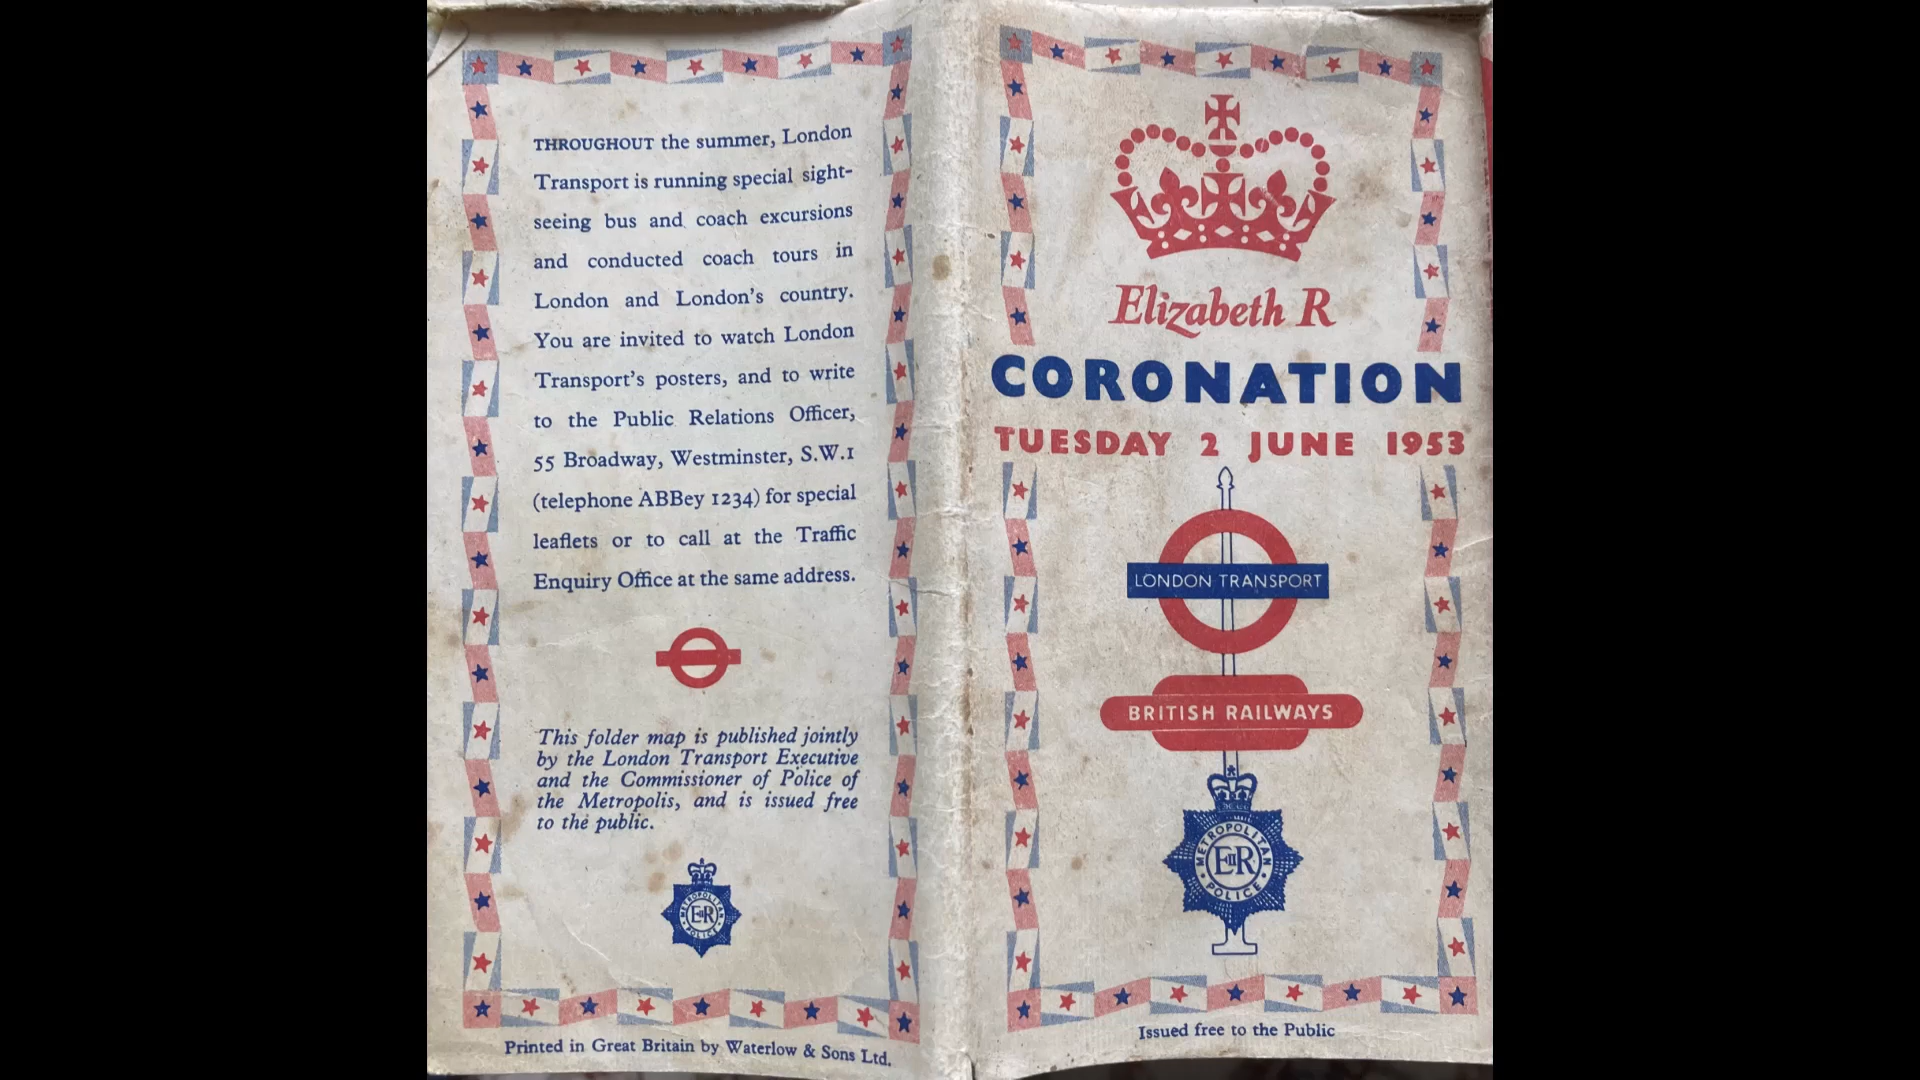 THROUGHOUT the summer, London
Transport is running special sight-
seeing bus and coach excursions
and conducted coach tours in
London and London's country.
You are invited to watch London
Transport's posters, and to write
to the Public Relations Officer,
55 Broadway, Westminster, S.W.1
(telephone ABBey 1234) for special
leaflets or to call at the Traffic
Enquiry Office at the same address.
This folder map is published jointly
by the London Transport Executive
and the Commissioner of Police of
the Metropolis, and is issued free
to the public.
METROPOLITAN
EIIR
POLICE
Printed in Great Britain by Waterlow & Sons Ltd.
Elizabeth R
CORONATION
TUESDAY 2 JUNE 1953
LONDON TRANSPORT
BRITISH RAILWAYS
METROPOLITAN
EIIR
POLICE
Issued free to the Public